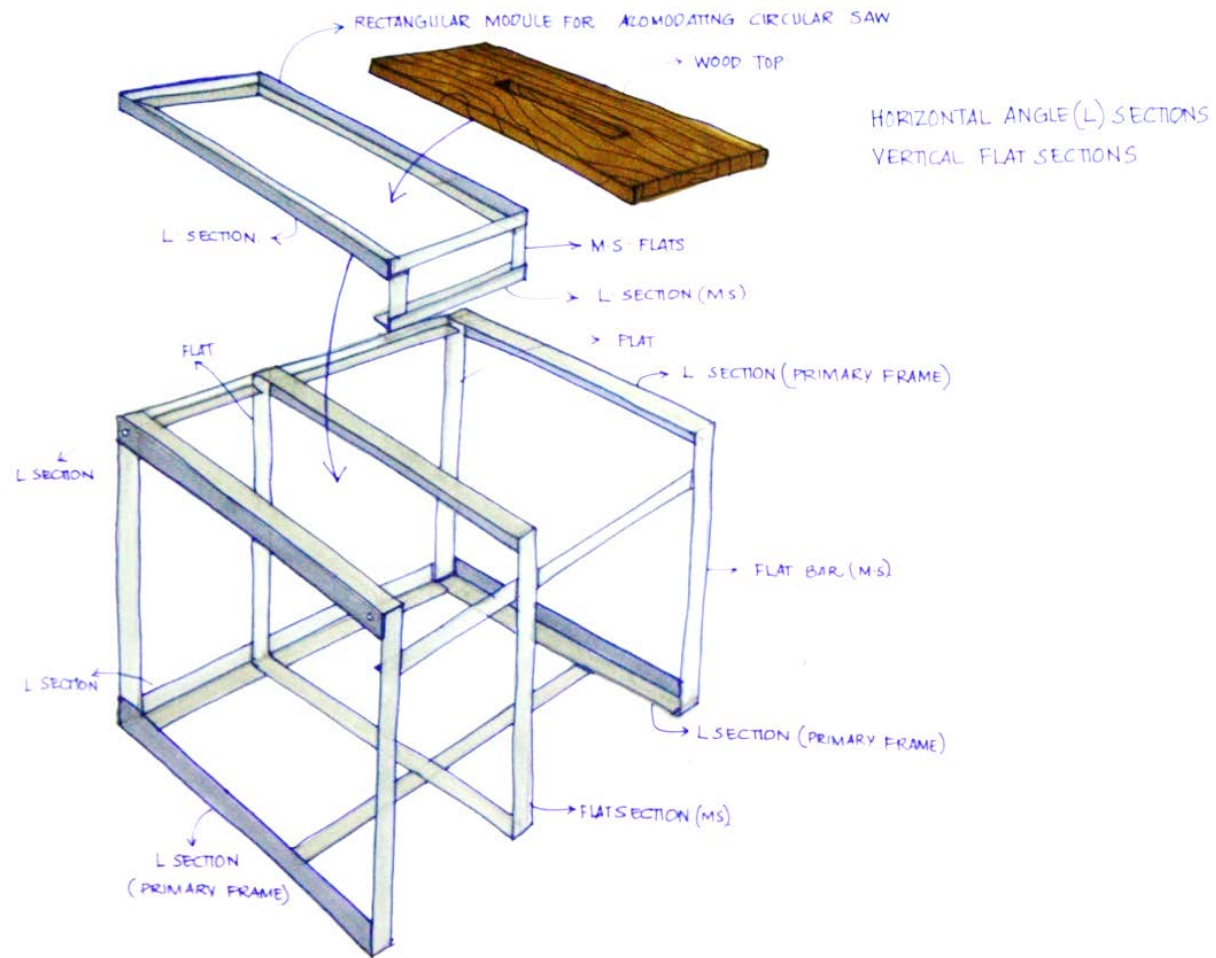 RECTANGULAR MODULE FOR ALOMODATING CIRCULAR SAW
WOOD TOP
HORIZONTAL ANGLE (L) SECTIONS
VERTICAL FLAT SECTIONS
L SECTION
M.S. FLATS
L SECTION (M.S)
FLAT
FLAT
L SECTION (PRIMARY FRAME)
L SECTION
FLAT BAR (M.S)
L SECTION
L SECTION (PRIMARY FRAME)
FLAT SECTION (MS)
L SECTION
(PRIMARY FRAME)